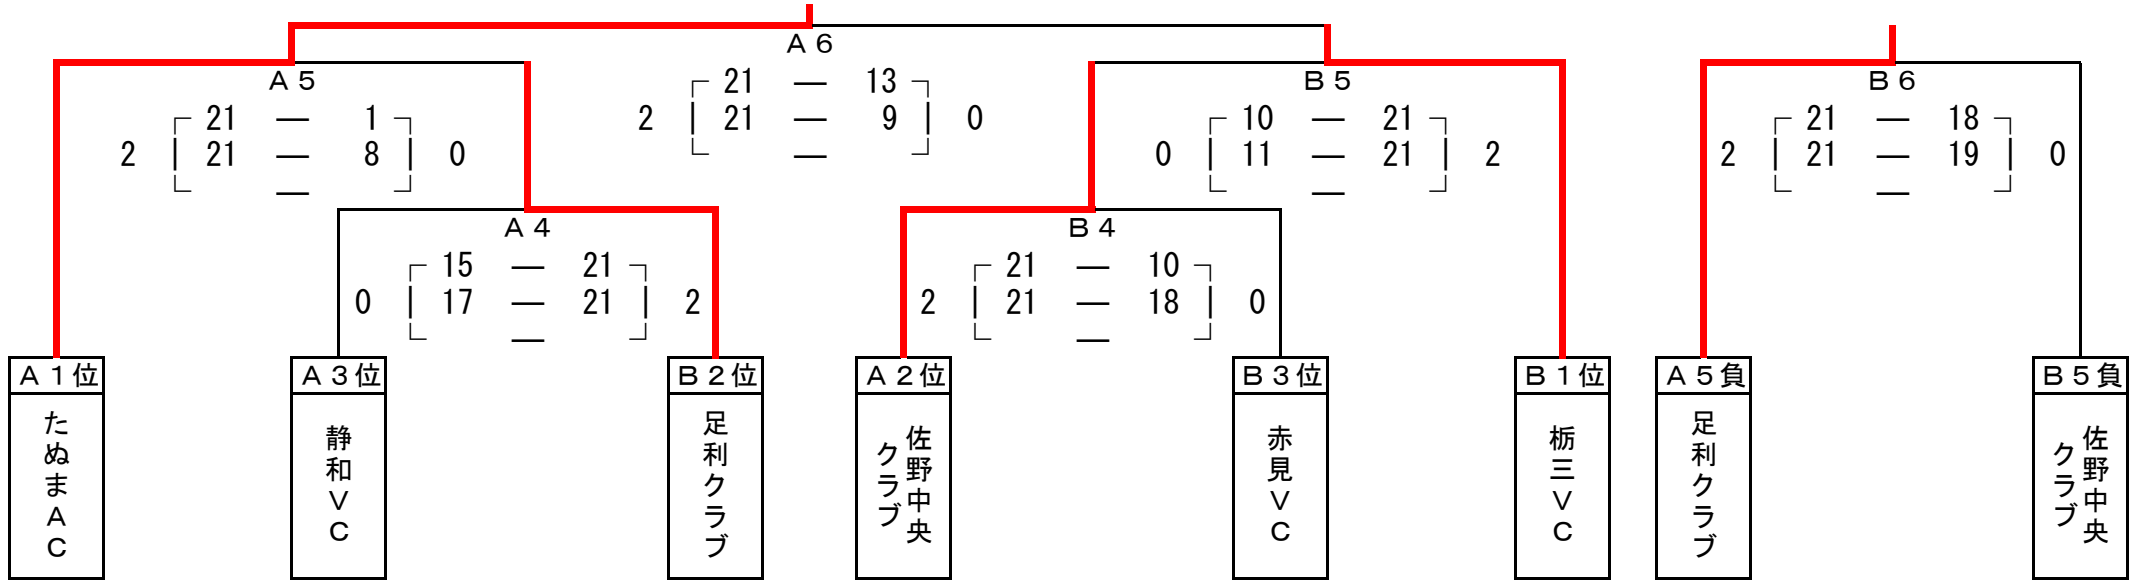 A6
21 — 13
2 21 — 9 0
—
A5
21 — 1
2 21 — 8 0
—
B5
10 — 21
0 11 — 21 2
—
B6
21 — 18
2 21 — 19 0
—
A4
15 — 21
0 17 — 21 2
—
B4
21 — 10
2 21 — 18 0
—
A1位
たぬまAC
A3位
静和VC
B2位
足利クラブ
A2位
佐野中央
クラブ
B3位
赤見VC
B1位
栃三VC
A5負
足利クラブ
B5負
佐野中央
クラブ